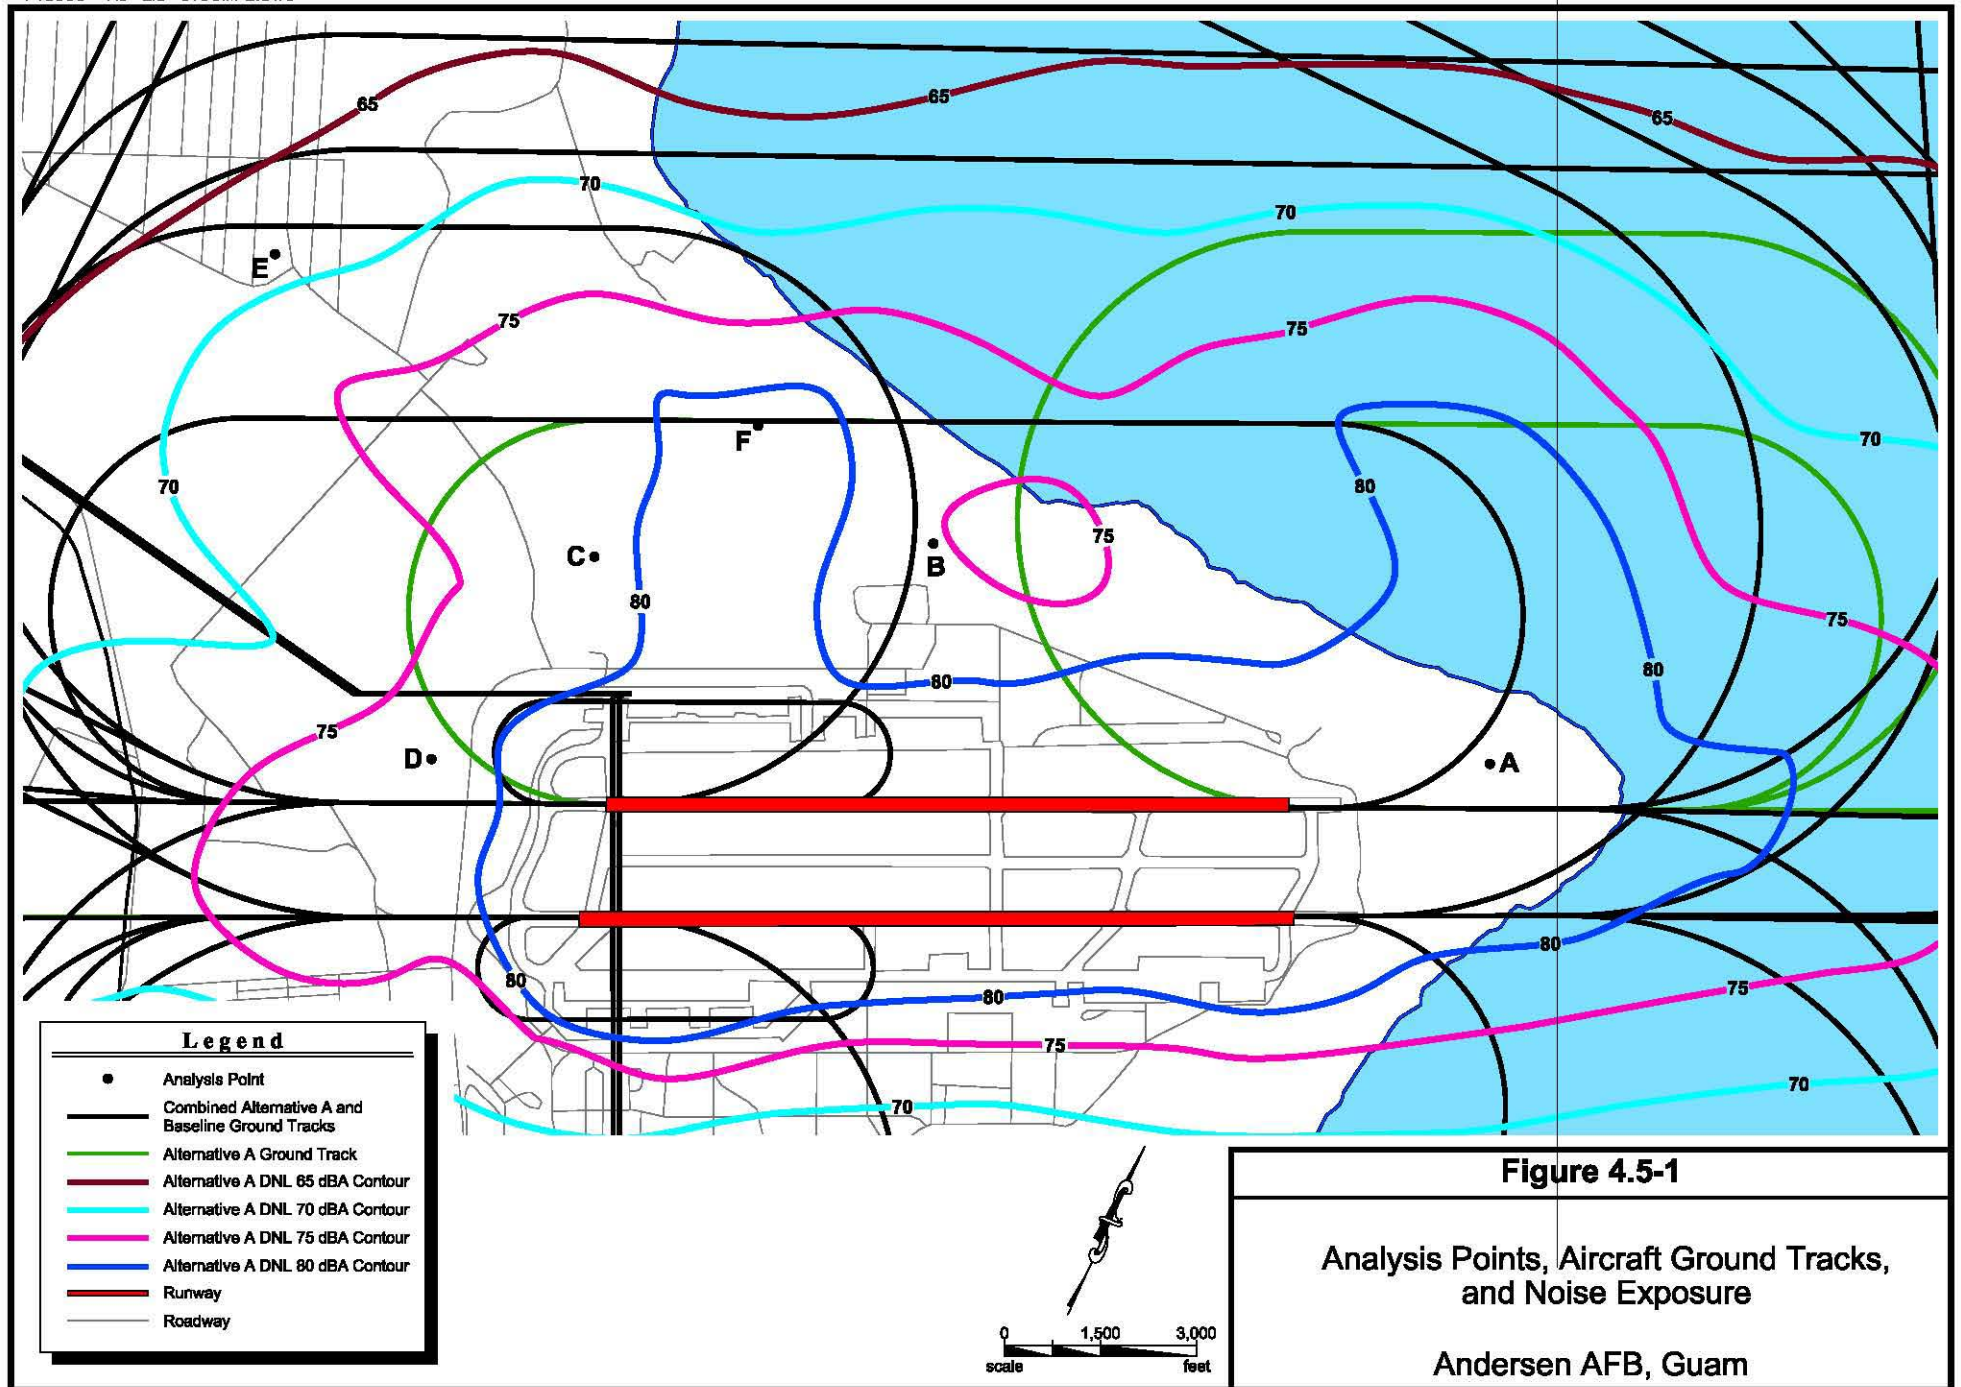 65
65
65
70
70
E
75
75
70
F
70
80
C
B
75
80
75
80
80
75
D
A
80
80
80
75
75
70
70
Legend
Analysis Point
Combined Alternative A and
Baseline Ground Tracks
Alternative A Ground Track
Alternative A DNL 65 dBA Contour
Alternative A DNL 70 dBA Contour
Alternative A DNL 75 dBA Contour
Alternative A DNL 80 dBA Contour
Runway
Roadway
0 1,500 3,000
scale feet
Figure 4.5-1
Analysis Points, Aircraft Ground Tracks,
and Noise Exposure
Andersen AFB, Guam